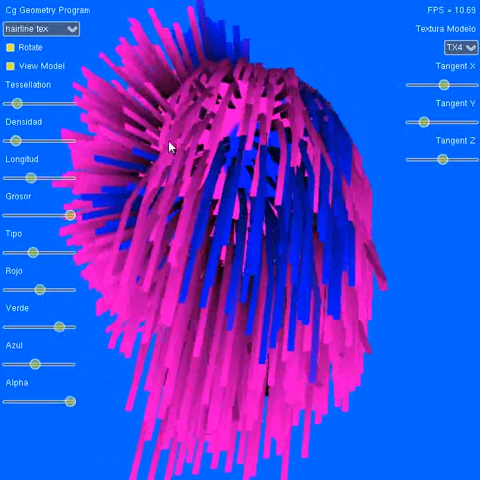 Cg Geometry Program
hairline tex
Rotate
View Model
Tessellation
Densidad
Longitud
Grosor
Tipo
Rojo
Verde
Azul
Alpha
FPS = 10.69
Textura Modelo
TX4
Tangent X
Tangent Y
Tangent Z